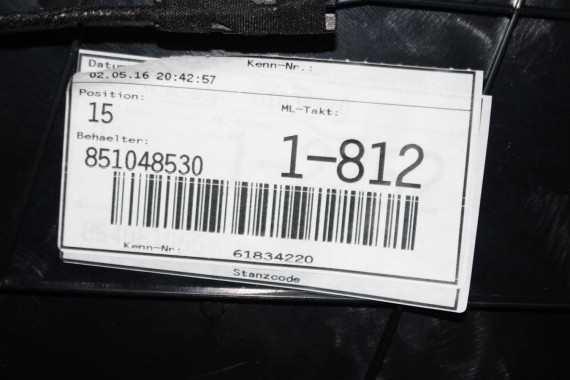 Datum Kenn-Nr.:
02.05.16 20:42:57
Position: ML-Takt:
15
Behaelter: 1-812
851048530
Kenn-Nr: 61834220
Stanzcode